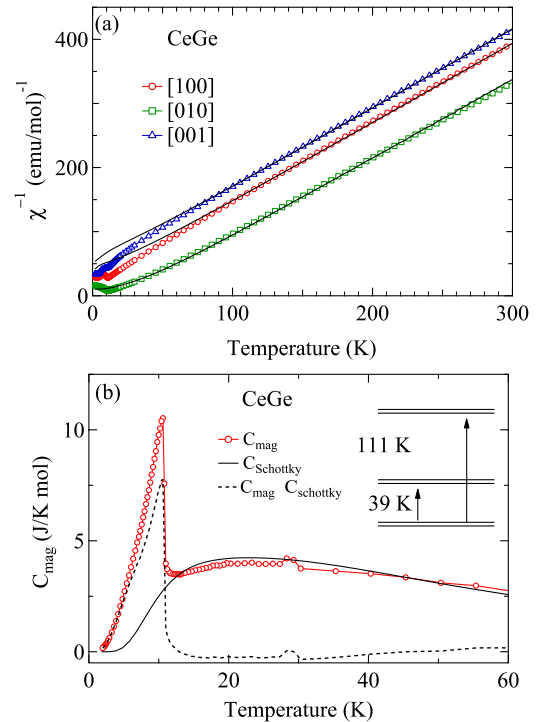 (a)
CeGe
[100]
[010]
[001]
χ⁻¹ (emu/mol)⁻¹
400
200
0
0 100 200 300
Temperature (K)
(b)
CeGe
C_mag
C_Schottky
C_mag C_schottky
111 K
39 K
C_mag (J/K mol)
10
5
0
0 20 40 60
Temperature (K)